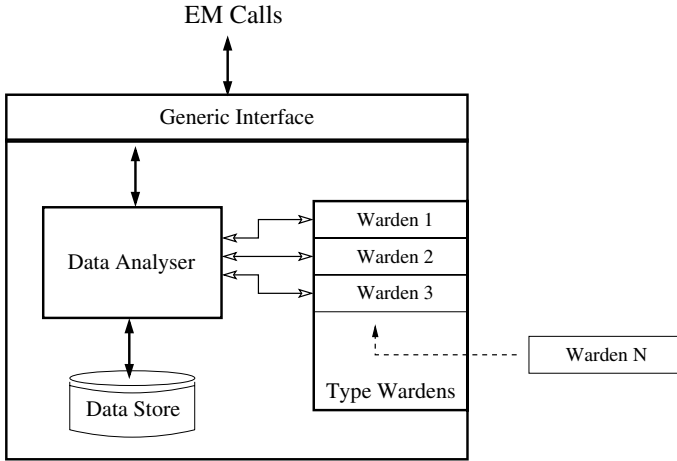 EM Calls
Generic Interface
Warden 1
Data Analyser
Warden 2
Warden 3
Warden N
Type Wardens
Data Store